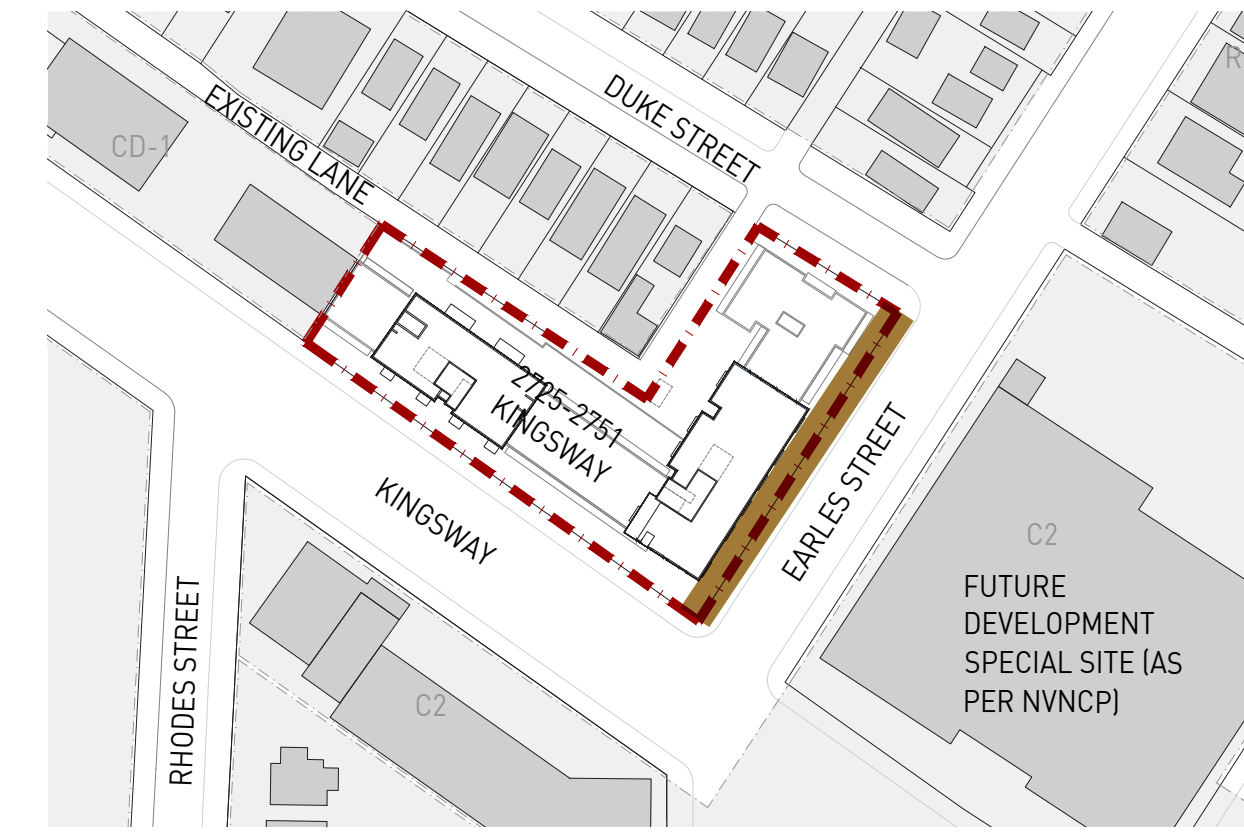 DUKE STREET
R
EXISTING LANE
CD-1
2725-2751
KINGSWAY
EARLES STREET
KINGSWAY
C2
FUTURE
DEVELOPMENT
SPECIAL SITE (AS
PER NVNCP)
RHODES STREET
C2